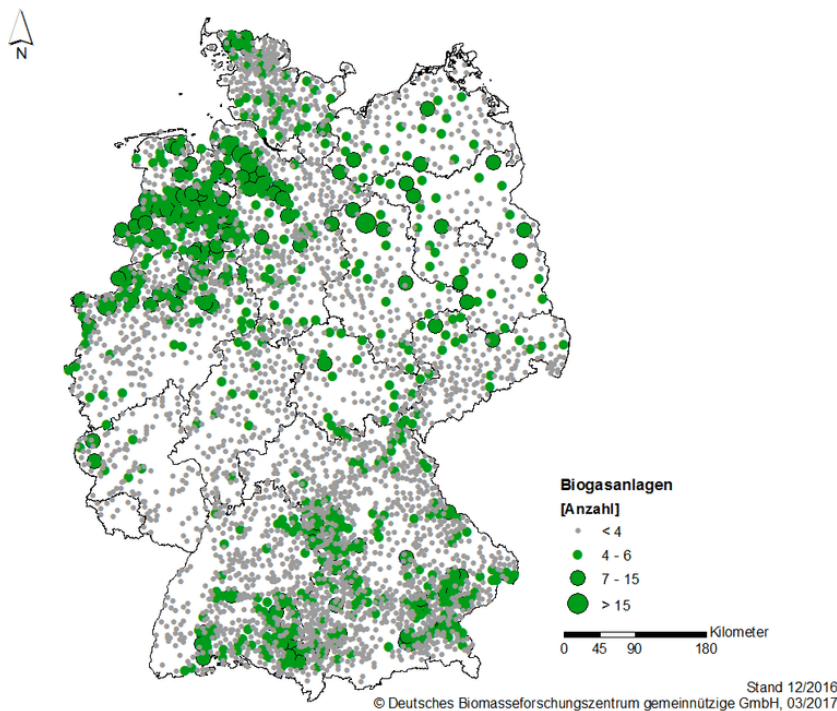 N
Biogasanlagen
[Anzahl]
< 4
4 - 6
7 - 15
> 15
Kilometer
0 45 90 180
Stand 12/2016
© Deutsches Biomasseforschungszentrum gemeinnützige GmbH, 03/2017